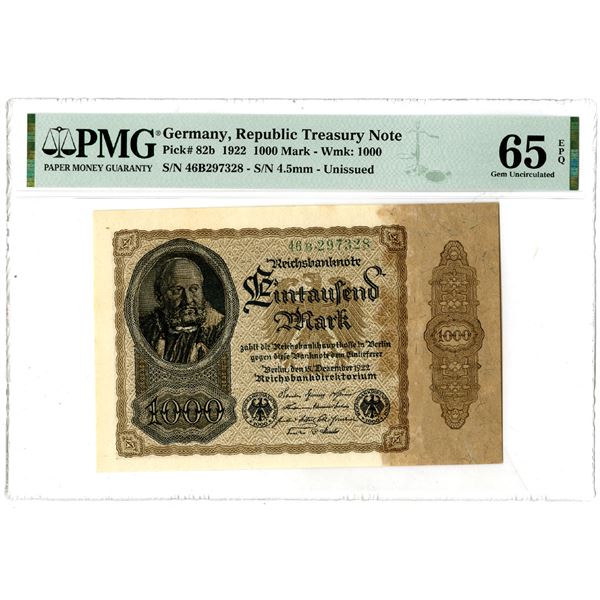 PMG®
PAPER MONEY GUARANTY
Germany, Republic Treasury Note
Pick# 82b 1922 1000 Mark - Wmk: 1000
S/N 46B297328 - S/N 4.5mm - Unissued
65 EPQ
Gem Uncirculated
46B·297328
Reichsbanknote
Eintausend
Mark
zahlt die Reichsbankhauptkasse in Berlin
gegen diese Banknote dem Einlieferer
Berlin, den 15. Dezember 1922
Reichsbankdirektorium
1000
1000